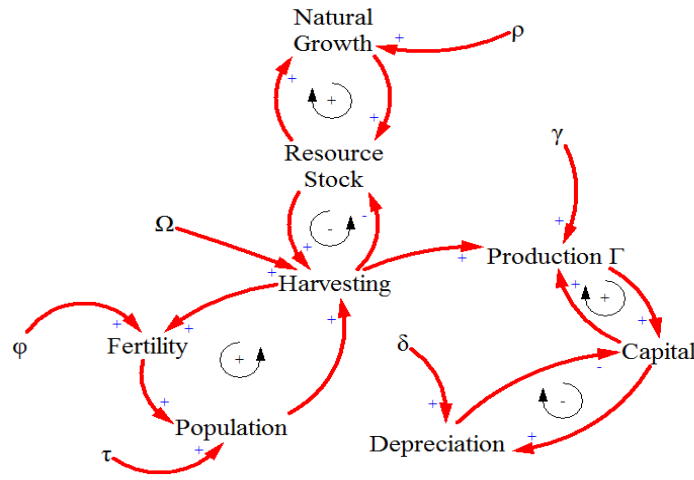 Natural
Growth
ρ
+
+
+
+
Resource
Stock
γ
Ω
+
-
-
+
+
+
Production Γ
Harvesting
+
+
+
φ
+
+
Fertility
+
+
δ
Capital
-
-
+
Population
+
+
Depreciation
+
τ